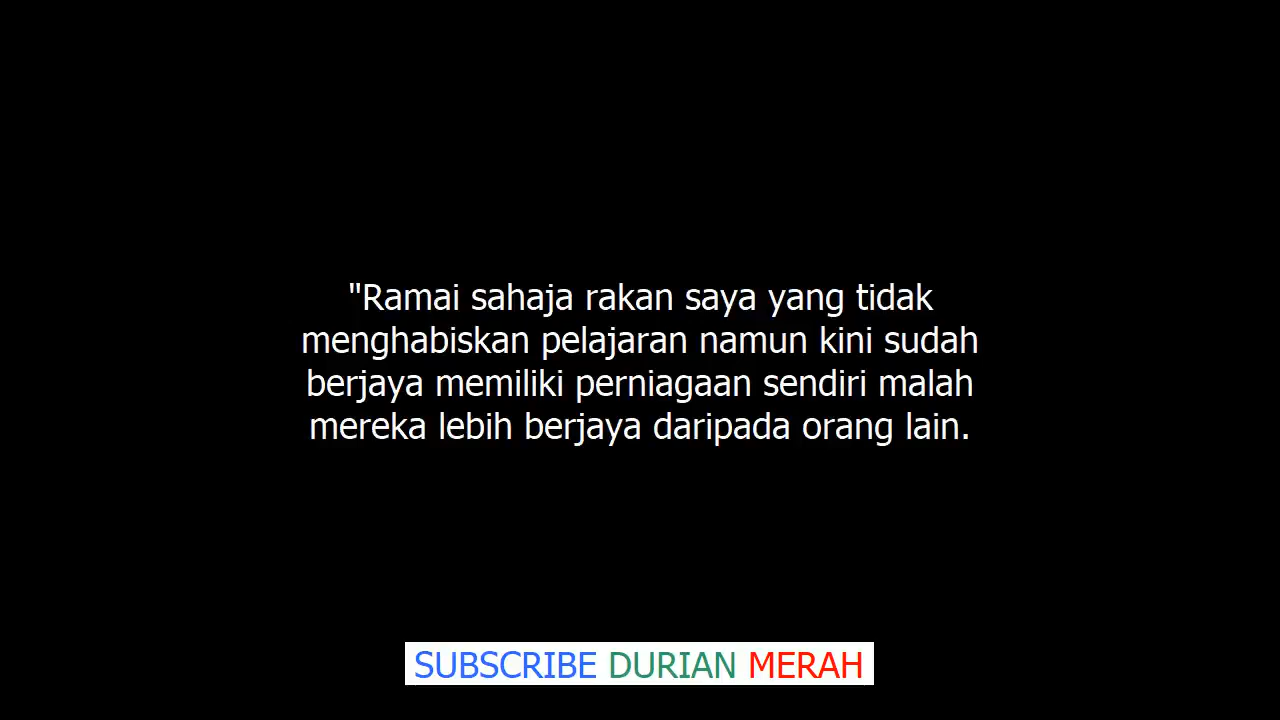 "Ramai sahaja rakan saya yang tidak
menghabiskan pelajaran namun kini sudah
berjaya memiliki perniagaan sendiri malah
mereka lebih berjaya daripada orang lain.
SUBSCRIBE DURIAN MERAH